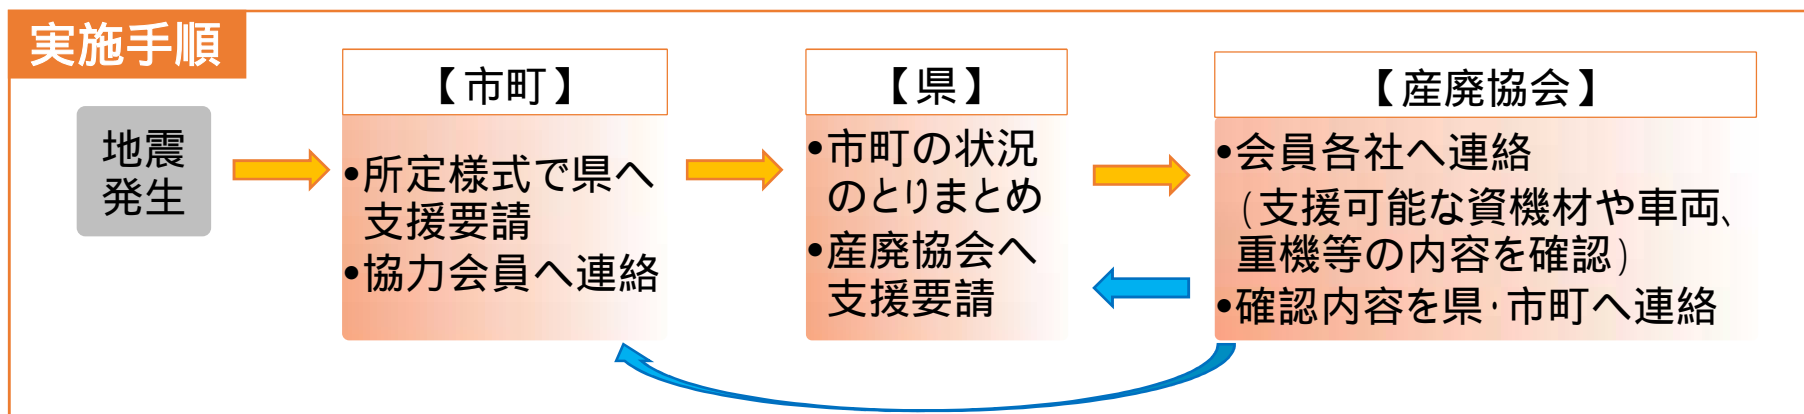 実施手順
地震
発生
【市町】
•所定様式で県へ
支援要請
•協力会員へ連絡
【県】
•市町の状況
のとりまとめ
•産廃協会へ
支援要請
【産廃協会】
•会員各社へ連絡
(支援可能な資機材や車両、
重機等の内容を確認)
•確認内容を県・市町へ連絡